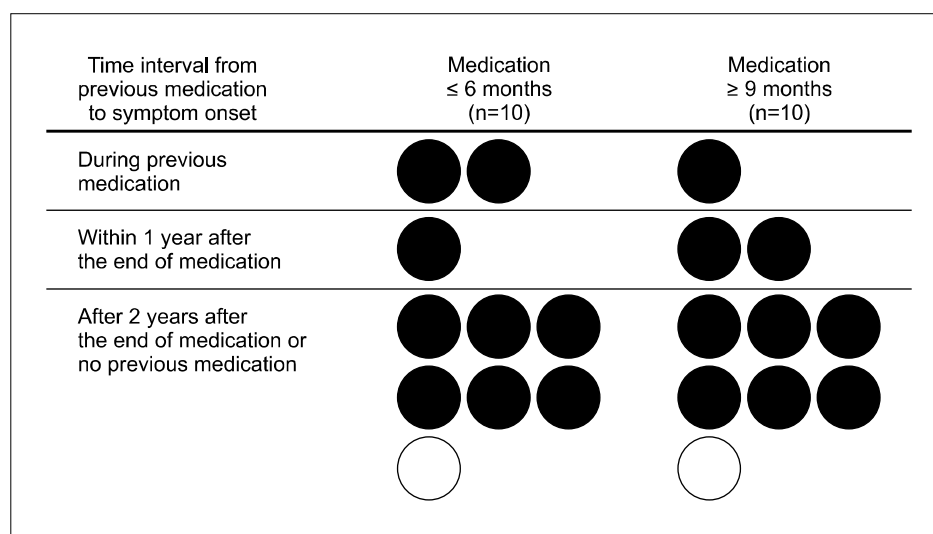 Time interval from
previous medication
to symptom onset
Medication
≤ 6 months
(n=10)
Medication
≥ 9 months
(n=10)
During previous
medication
Within 1 year after
the end of medication
After 2 years after
the end of medication or
no previous medication